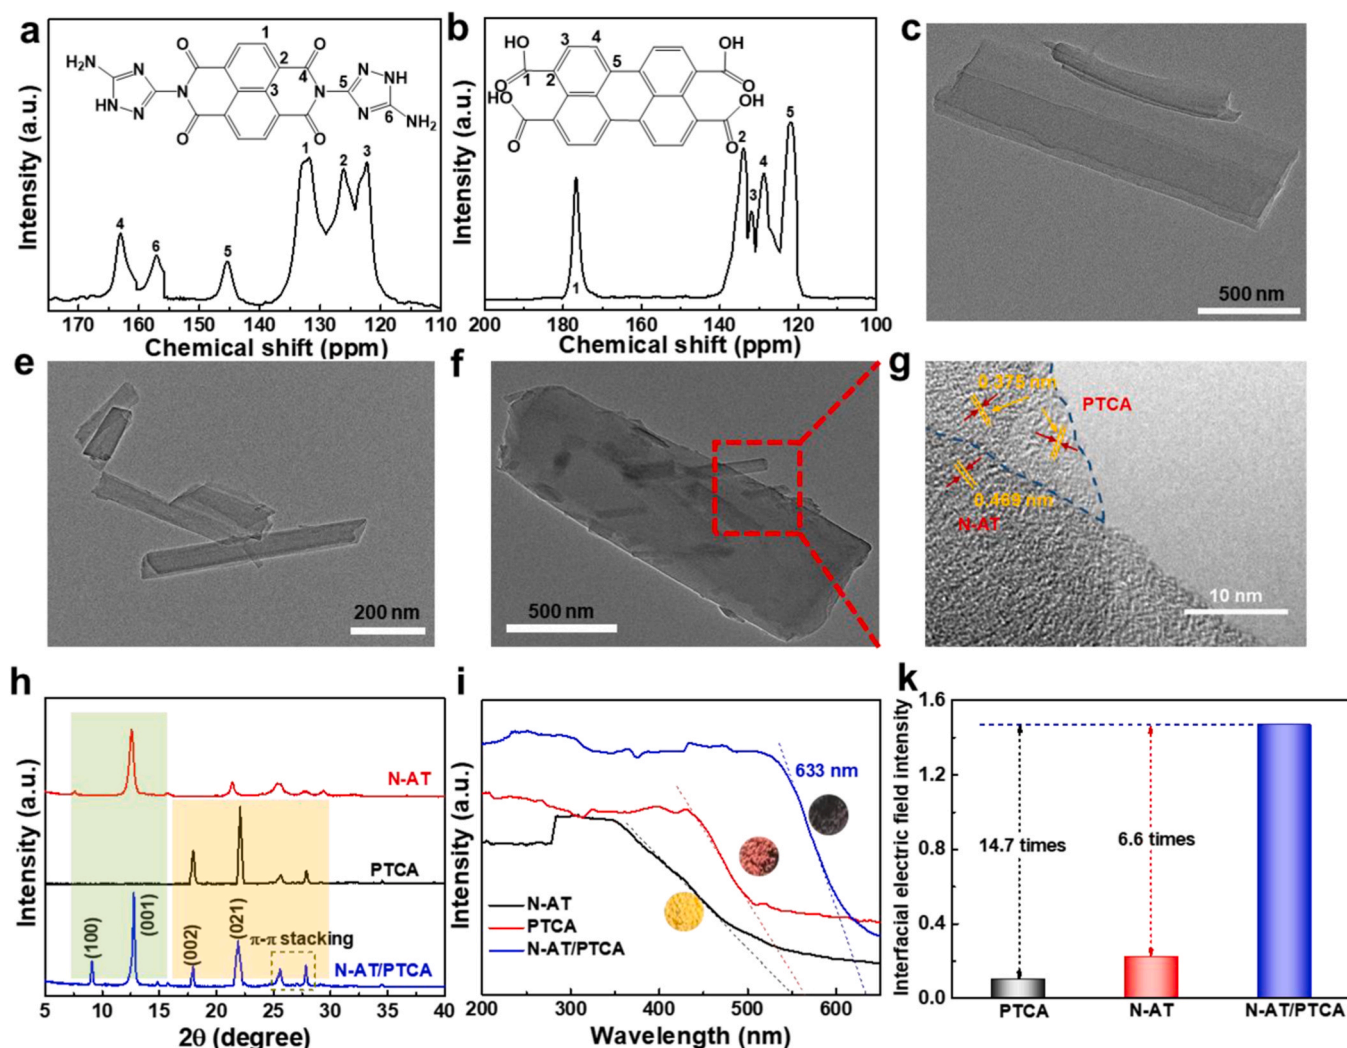 a
Intensity (a.u.)
1
2
3
4
5
6
O
O
O
O
N
N
H₂N
N
HN
N
N
NH
N
NH₂
4
6
5
1
2
3
170 160 150 140 130 120 110
Chemical shift (ppm)
b
Intensity (a.u.)
HO
3
4
5
1
2
O
HO
O
OH
O
OH
O
1
2
3
4
5
200 180 160 140 120 100
Chemical shift (ppm)
c
500 nm
e
200 nm
f
500 nm
g
0.375 nm
PTCA
0.469 nm
N-AT
10 nm
h
Intensity (a.u.)
N-AT
PTCA
(100)
(001)
(002)
(021)
π-π stacking
N-AT/PTCA
5 10 15 20 25 30 35 40
2θ (degree)
i
Intensity (a.u.)
633 nm
N-AT
PTCA
N-AT/PTCA
200 300 400 500 600
Wavelength (nm)
k
Interfacial electric field intensity
1.6
1.2
0.8
0.4
0.0
14.7 times
6.6 times
PTCA N-AT N-AT/PTCA